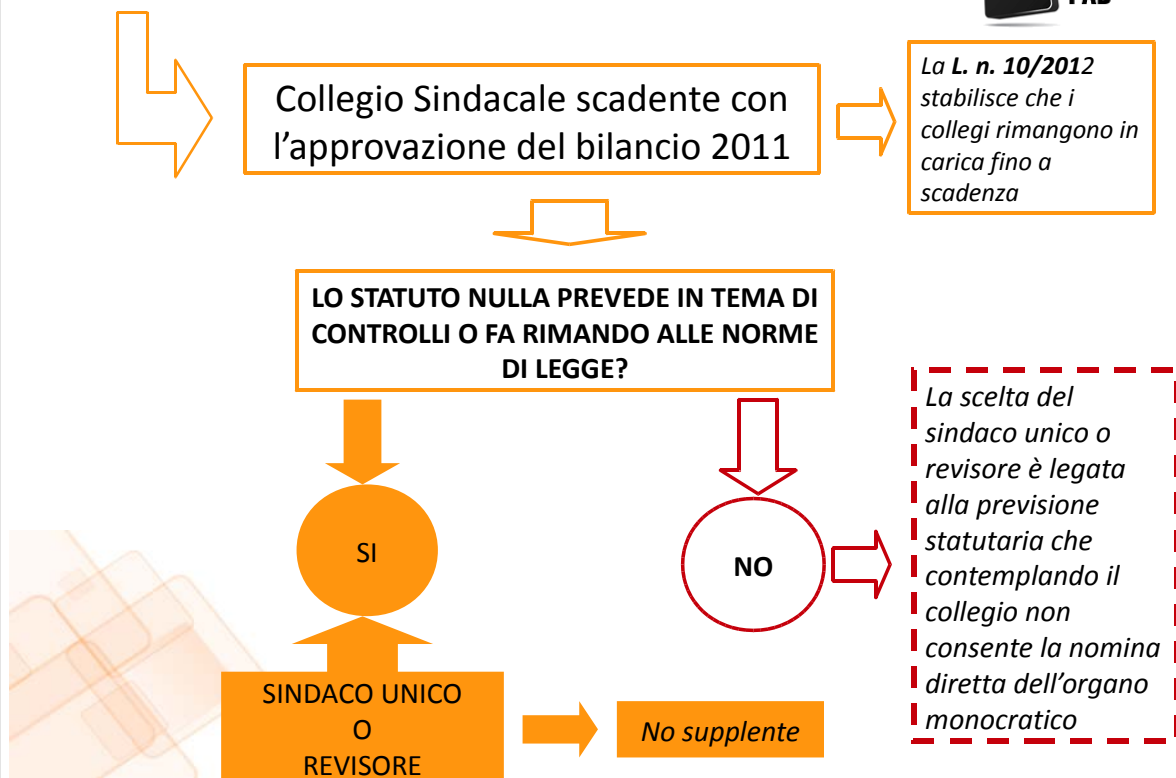 Collegio Sindacale scadente con
l'approvazione del bilancio 2011
La L. n. 10/2012
stabilisce che i
collegi rimangono in
carica fino a
scadenza
LO STATUTO NULLA PREVEDE IN TEMA DI
CONTROLLI O FA RIMANDO ALLE NORME
DI LEGGE?
SI
NO
La scelta del
sindaco unico o
revisore è legata
alla previsione
statutaria che
contemplando il
collegio non
consente la nomina
diretta dell'organo
monocratico
SINDACO UNICO
O
REVISORE
No supplente